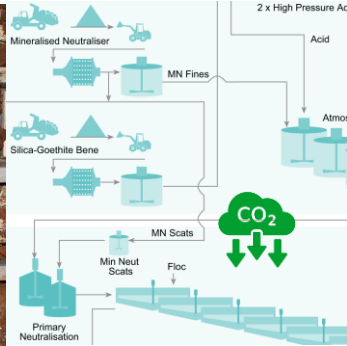 2 x High Pressure Ac
Acid
Mineralised Neutraliser
MN Fines
Atmos
Silica-Goethite Bene
CO2
MN Scats
Min Neut
Scats
Floc
Primary
Neutralisation